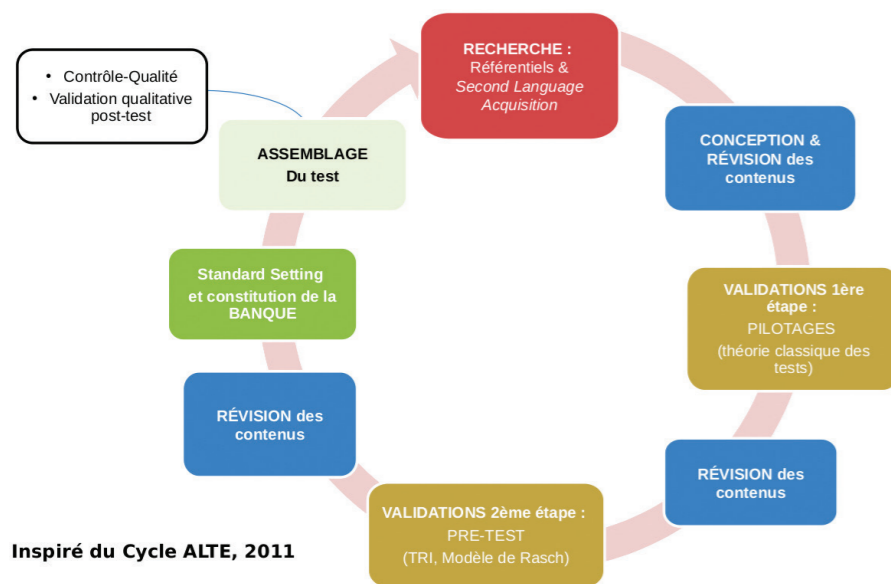 RECHERCHE :
Référentiels &
Second Language
Acquisition
CONCEPTION &
RÉVISION des
contenus
VALIDATIONS 1ère
étape :
PILOTAGES
(théorie classique des
tests)
RÉVISION des
contenus
VALIDATIONS 2ème étape :
PRE-TEST
(TRI, Modèle de Rasch)
RÉVISION des
contenus
Standard Setting
et constitution de la
BANQUE
ASSEMBLAGE
Du test
• Contrôle-Qualité
• Validation qualitative
post-test
Inspiré du Cycle ALTE, 2011